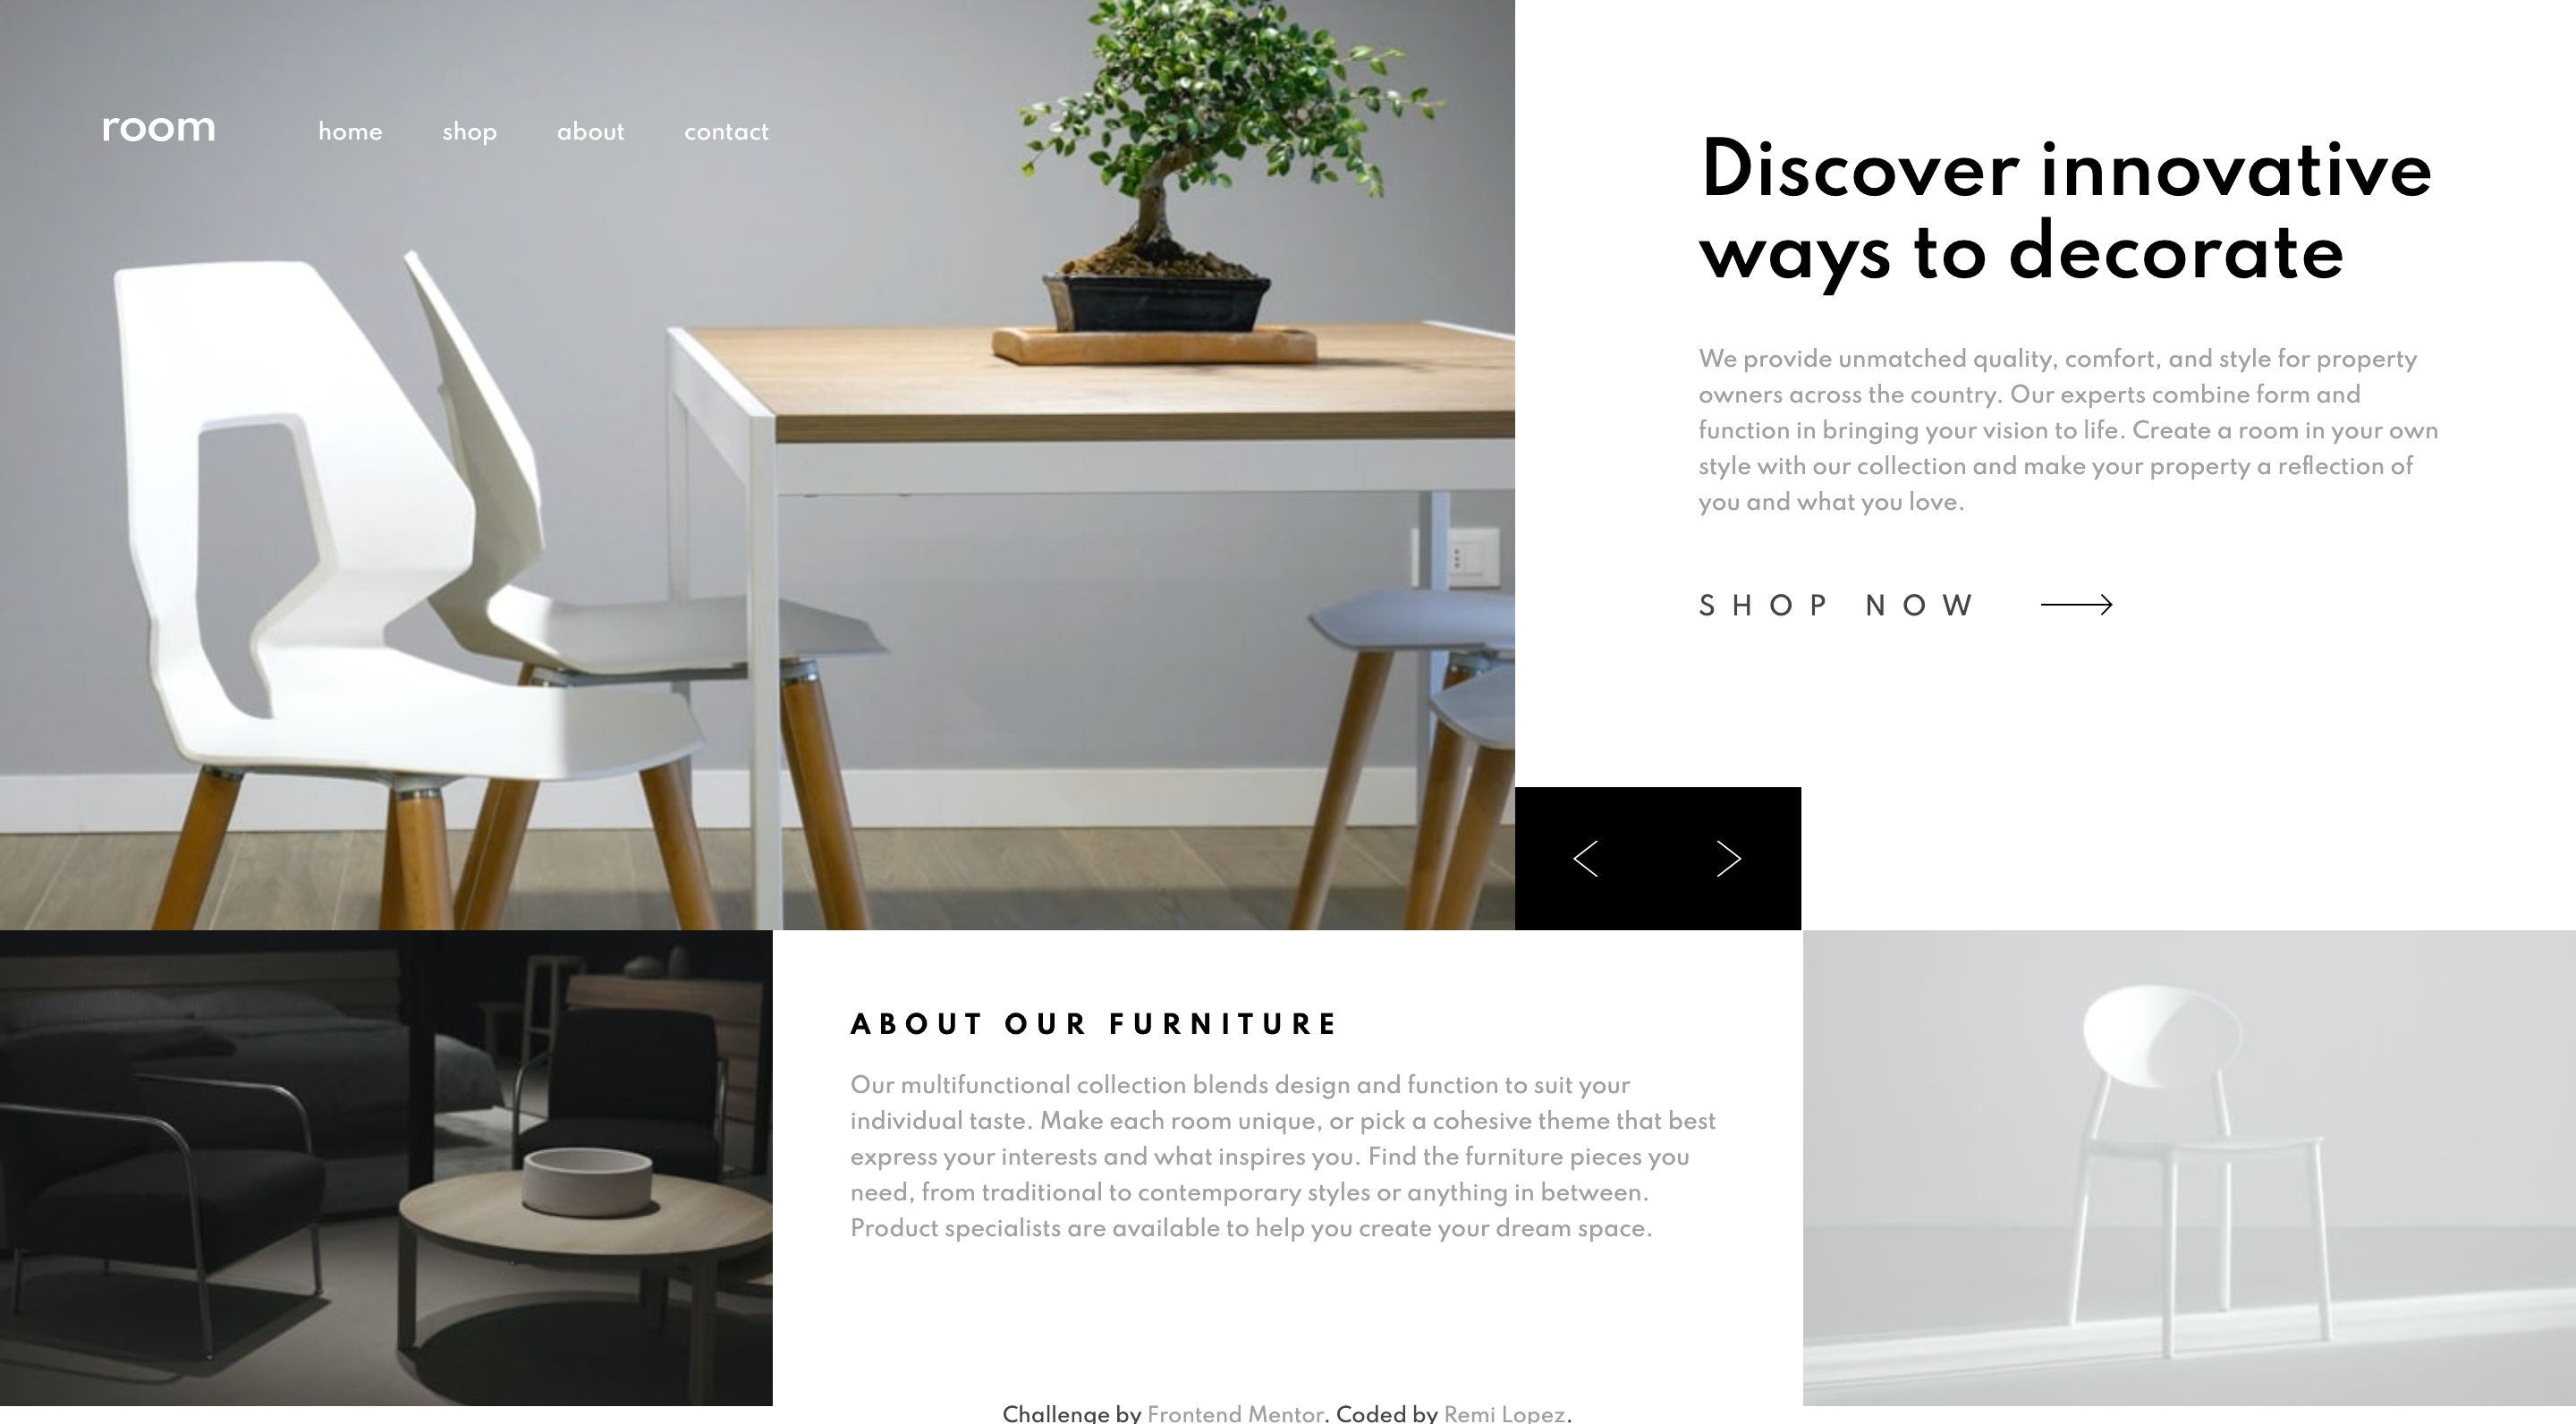 room
home shop about contact
Discover innovative
ways to decorate
We provide unmatched quality, comfort, and style for property
owners across the country. Our experts combine form and
function in bringing your vision to life. Create a room in your own
style with our collection and make your property a reflection of
you and what you love.
SHOP NOW
ABOUT OUR FURNITURE
Our multifunctional collection blends design and function to suit your
individual taste. Make each room unique, or pick a cohesive theme that best
express your interests and what inspires you. Find the furniture pieces you
need, from traditional to contemporary styles or anything in between.
Product specialists are available to help you create your dream space.
Challenge by Frontend Mentor. Coded by Remi Lopez.